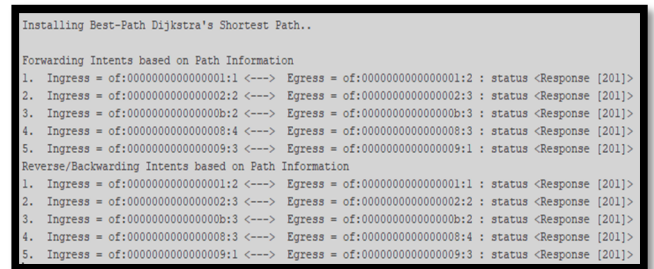 Installing Best-Path Dijkstra's Shortest Path..
Forwarding Intents based on Path Information
1. Ingress = of:0000000000000001:1 <---> Egress = of:0000000000000001:2 : status <Response [201]>
2. Ingress = of:0000000000000002:2 <---> Egress = of:0000000000000002:3 : status <Response [201]>
3. Ingress = of:000000000000000b:2 <---> Egress = of:000000000000000b:3 : status <Response [201]>
4. Ingress = of:0000000000000008:4 <---> Egress = of:0000000000000008:3 : status <Response [201]>
5. Ingress = of:0000000000000009:3 <---> Egress = of:0000000000000009:1 : status <Response [201]>
Reverse/Backwarding Intents based on Path Information
1. Ingress = of:0000000000000001:2 <---> Egress = of:0000000000000001:1 : status <Response [201]>
2. Ingress = of:0000000000000002:3 <---> Egress = of:0000000000000002:2 : status <Response [201]>
3. Ingress = of:000000000000000b:3 <---> Egress = of:000000000000000b:2 : status <Response [201]>
4. Ingress = of:0000000000000008:3 <---> Egress = of:0000000000000008:4 : status <Response [201]>
5. Ingress = of:0000000000000009:1 <---> Egress = of:0000000000000009:3 : status <Response [201]>